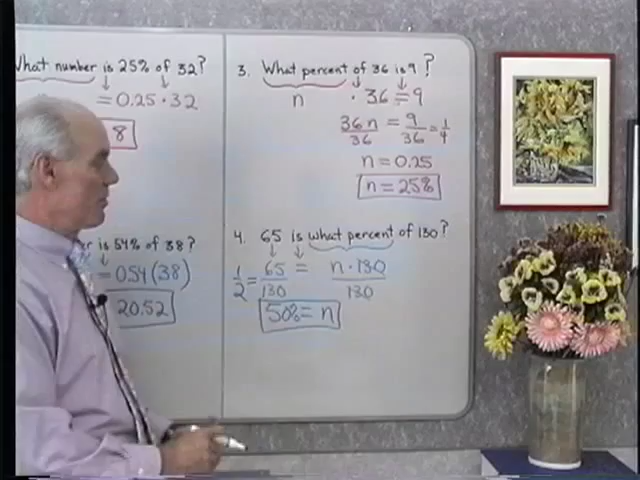 What number is 25% of 32?
= 0.25 · 32
8
is 54% of 38?
= 0.54 (38)
20.52
3. What percent of 36 is 9?
n · 36 = 9
36 n / 36 = 9 / 36 = 1/4
n = 0.25
n = 25%
4. 65 is what percent of 130?
1/2 = 65 / 130 = n · 130 / 130
50% = n